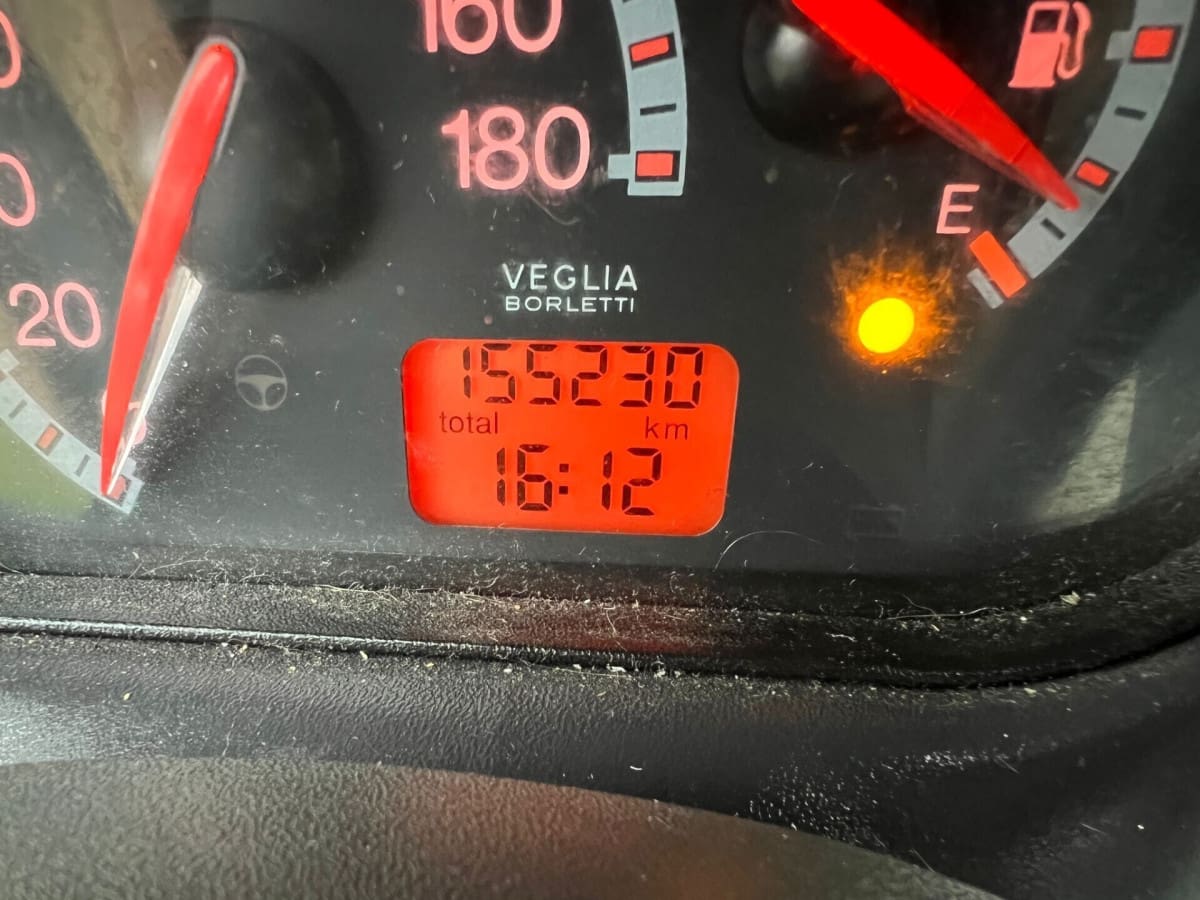 160
180
E
VEGLIA
BORLETTI
20
155230
total km
16:12